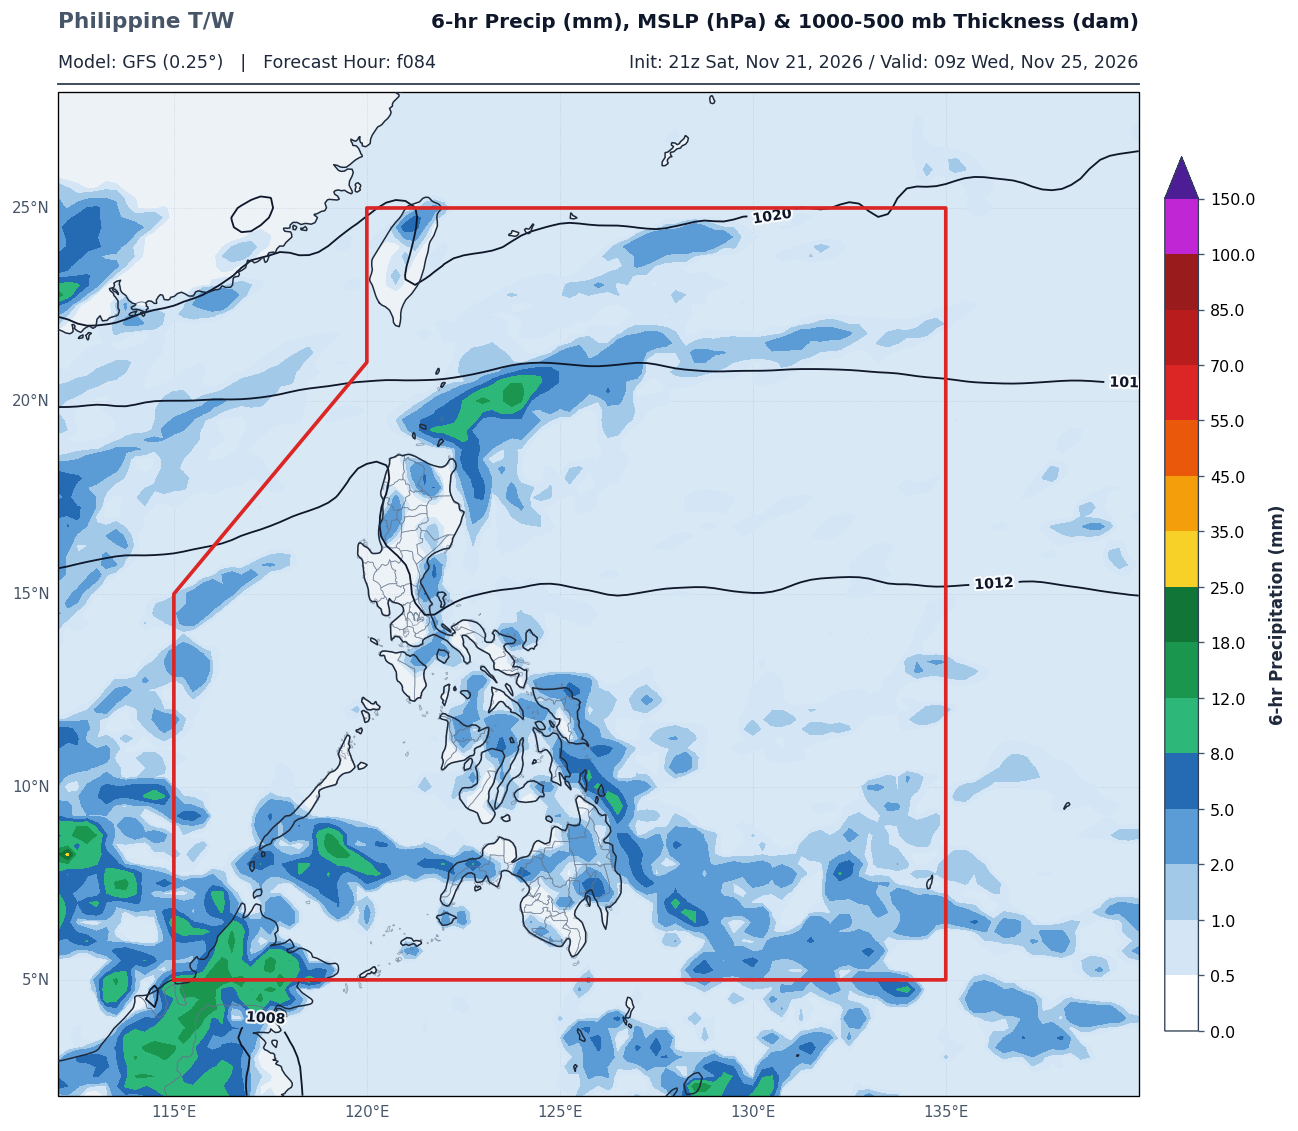 Philippine T/W
6-hr Precip (mm), MSLP (hPa) & 1000-500 mb Thickness (dam)
Model: GFS (0.25°) | Forecast Hour: f084
Init: 21z Sat, Nov 21, 2026 / Valid: 09z Wed, Nov 25, 2026
25°N
20°N
15°N
10°N
5°N
1020
101
1012
1008
115°E
120°E
125°E
130°E
135°E
150.0
100.0
85.0
70.0
55.0
45.0
35.0
25.0
18.0
12.0
8.0
5.0
2.0
1.0
0.5
0.0
6-hr Precipitation (mm)